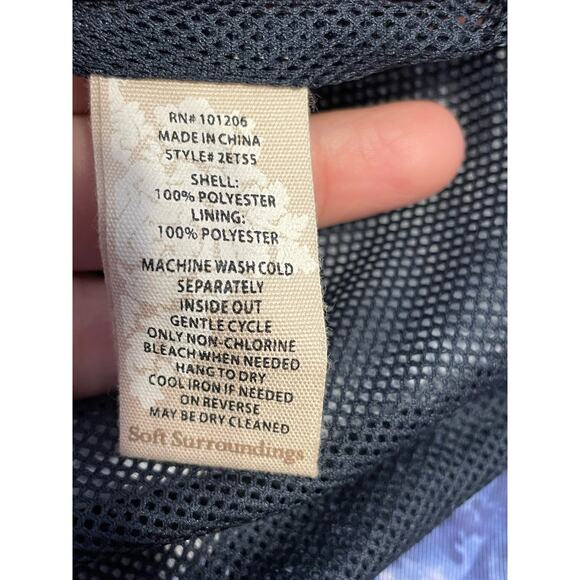 RN# 101206
MADE IN CHINA
STYLE# 2ET55
SHELL:
100% POLYESTER
LINING:
100% POLYESTER
MACHINE WASH COLD
SEPARATELY
INSIDE OUT
GENTLE CYCLE
ONLY NON-CHLORINE
BLEACH WHEN NEEDED
HANG TO DRY
COOL IRON IF NEEDED
ON REVERSE
MAY BE DRY CLEANED
Soft Surroundings